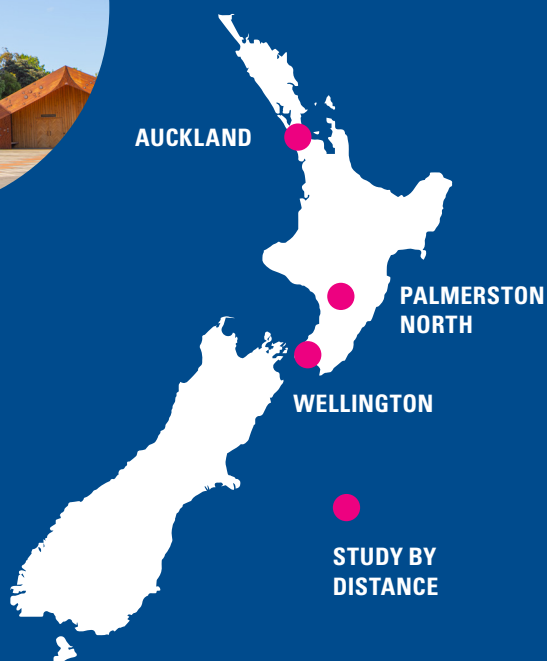 AUCKLAND
PALMERSTON
NORTH
WELLINGTON
STUDY BY
DISTANCE